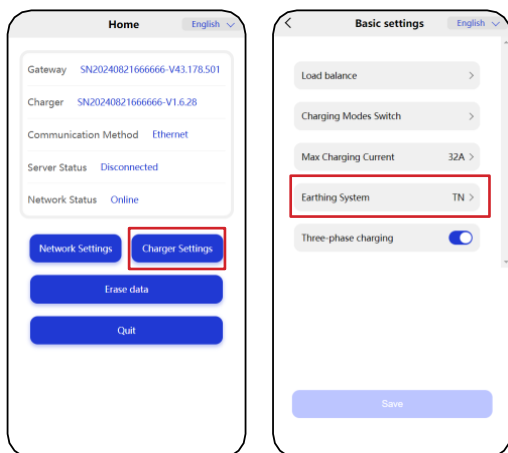 Home
English
Gateway SN20240821666666-V43.178.501
Charger SN20240821666666-V1.6.28
Communication Method Ethernet
Server Status Disconnected
Network Status Online
Network Settings
Charger Settings
Erase data
Quit
Basic settings
English
Load balance
Charging Modes Switch
Max Charging Current 32A
Earthing System TN
Three-phase charging
Save